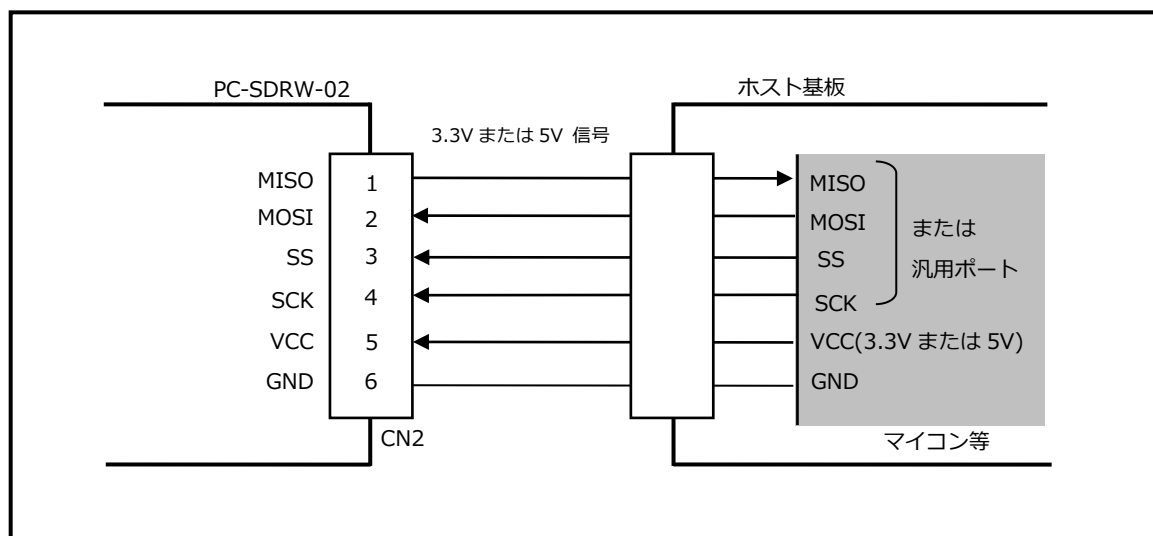 PC-SDRW-02
ホスト基板
3.3V または 5V 信号
MISO 1 MISO
MOSI 2 MOSI
または
SS 3 SS
汎用ポート
SCK 4 SCK
VCC 5 VCC(3.3V または 5V)
GND 6 GND
CN2
マイコン等